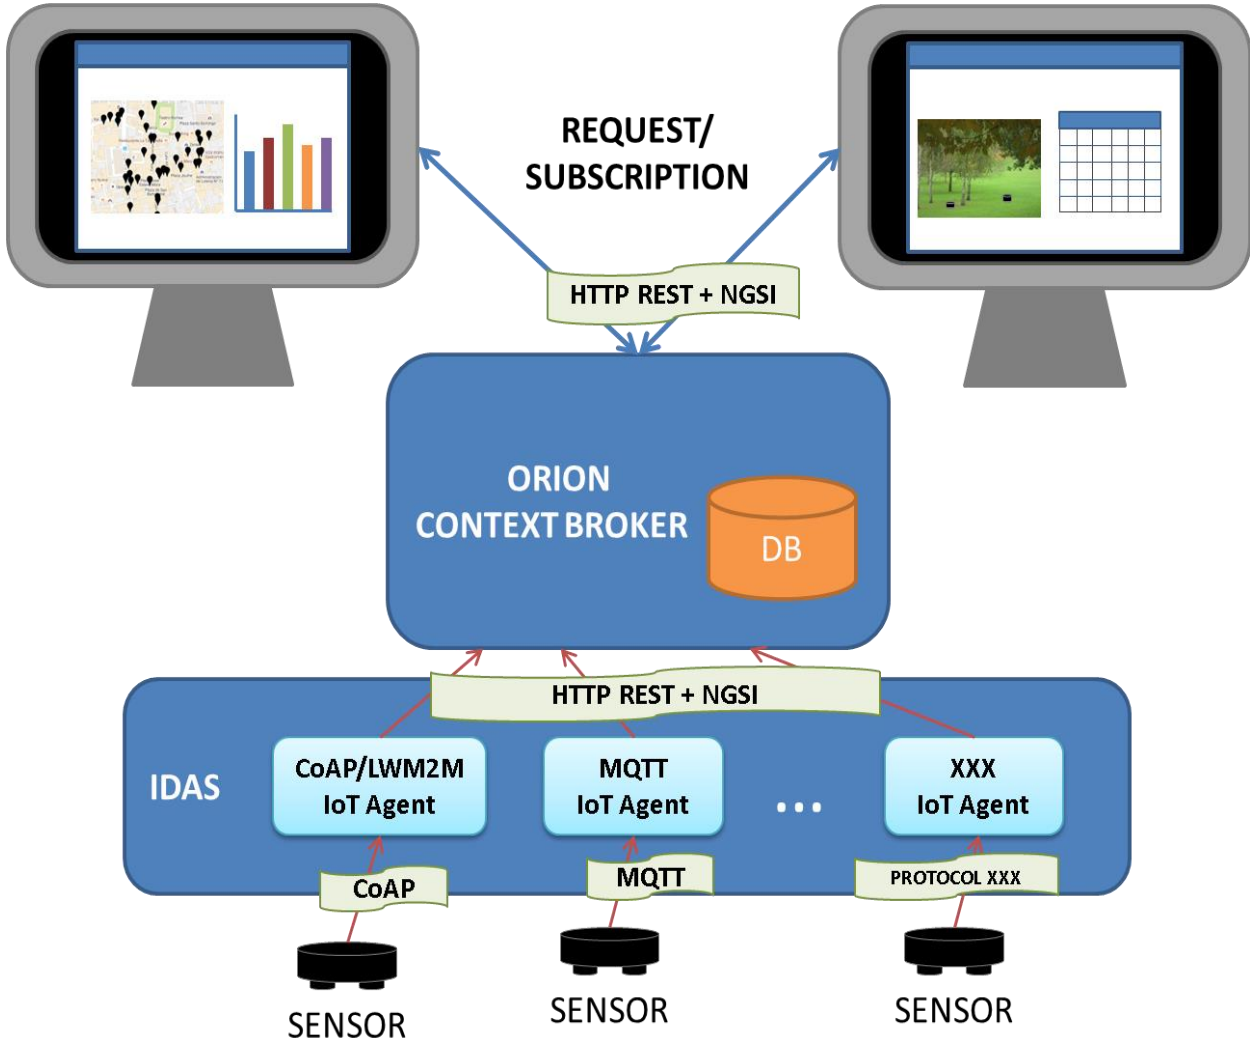 REQUEST/
SUBSCRIPTION
HTTP REST + NGSI
ORION
CONTEXT BROKER
DB
HTTP REST + NGSI
IDAS
CoAP/LWM2M
IoT Agent
MQTT
IoT Agent
...
XXX
IoT Agent
CoAP
MQTT
PROTOCOL XXX
SENSOR
SENSOR
SENSOR